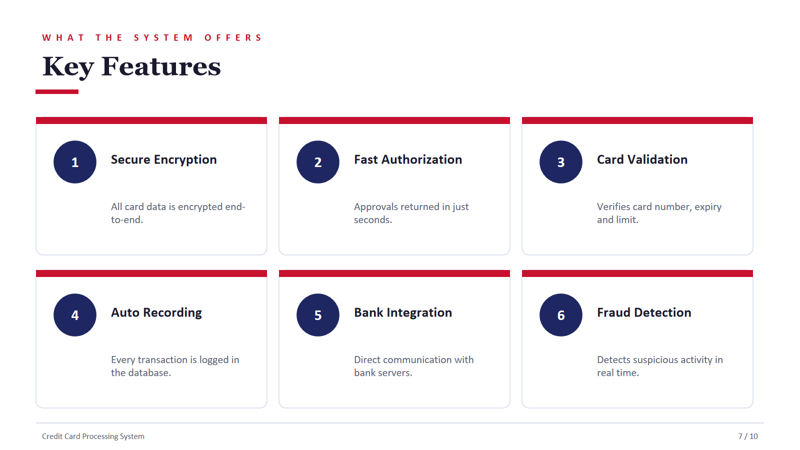 WHAT THE SYSTEM OFFERS
Key Features
1
Secure Encryption
All card data is encrypted end-
to-end.
2
Fast Authorization
Approvals returned in just
seconds.
3
Card Validation
Verifies card number, expiry
and limit.
4
Auto Recording
Every transaction is logged in
the database.
5
Bank Integration
Direct communication with
bank servers.
6
Fraud Detection
Detects suspicious activity in
real time.
Credit Card Processing System
7 / 10